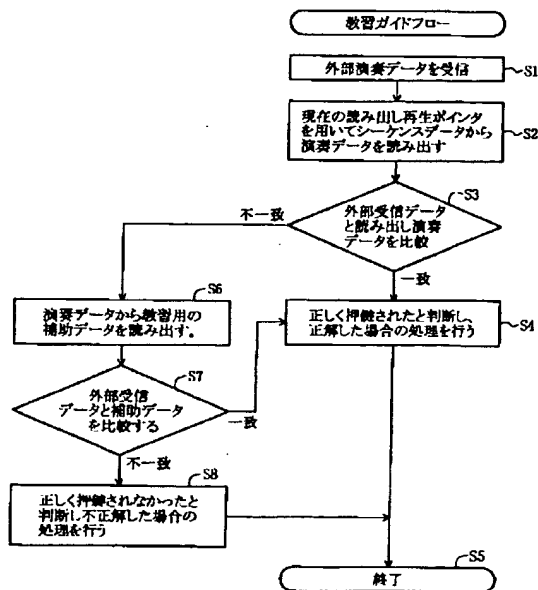 教習ガイドフロー
外部演奏データを受信
S1
現在の読み出し再生ポインタ
を用いてシーケンスデータから
演奏データを読み出す
S2
S3
外部受信データ
と読み出し演奏
データを比較
不一致
一致
S6
演奏データから教習用の
補助データを読み出す。
正しく押鍵されたと判断し、
正解した場合の処理を行う
S4
S7
外部受信
データと補助データ
を比較する
一致
不一致
S8
正しく押鍵されなかったと
判断し不正解した場合の
処理を行う
S5
終了